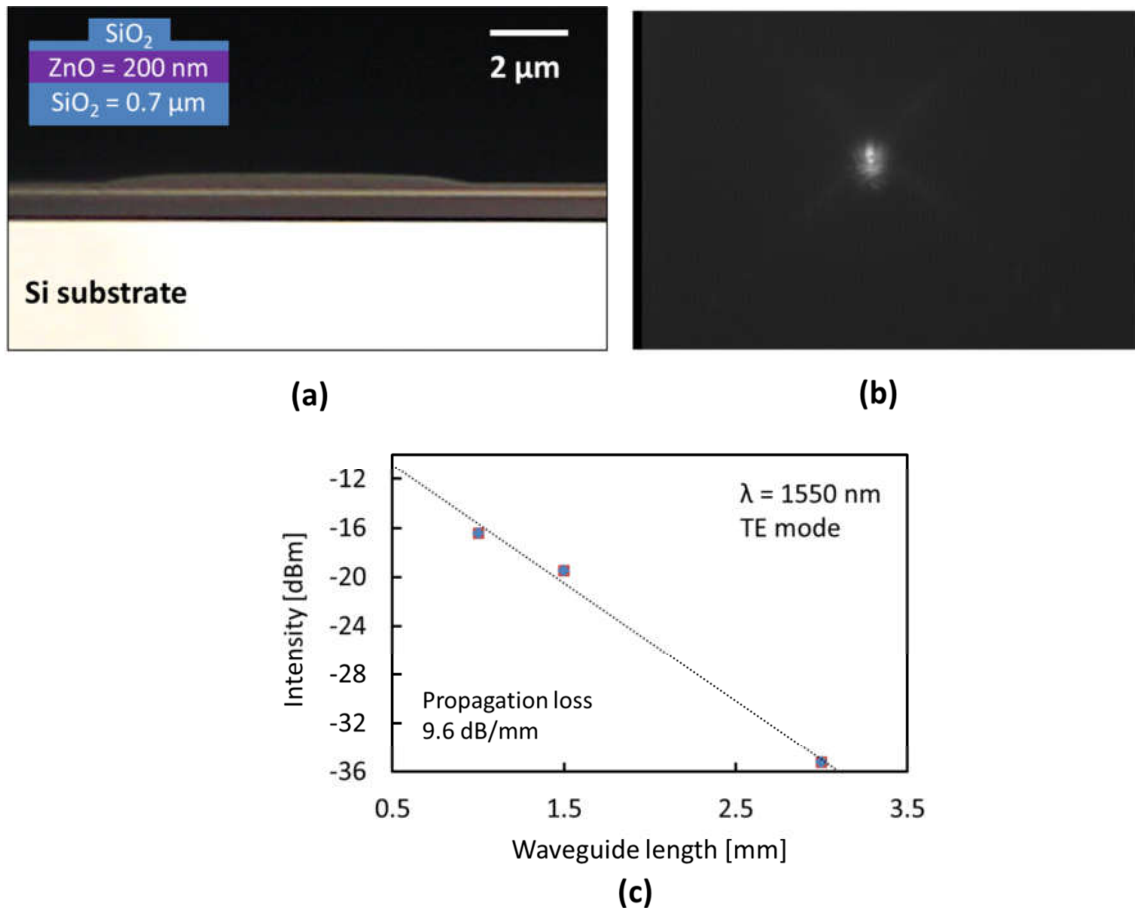 SiO₂
ZnO = 200 nm
SiO₂ = 0.7 μm
2 μm
Si substrate
(a)
(b)
-12
-16
-20
-24
-28
-32
-36
Intensity [dBm]
λ = 1550 nm
TE mode
Propagation loss
9.6 dB/mm
0.5
1.5
2.5
3.5
Waveguide length [mm]
(c)